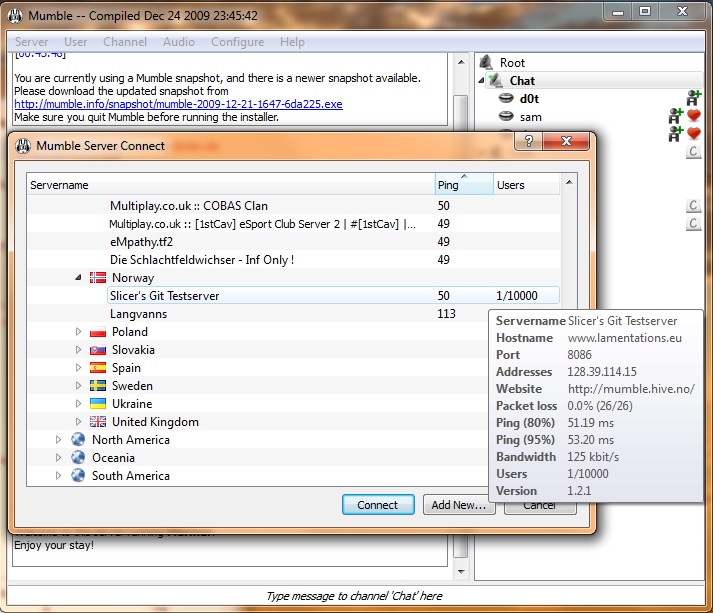 Mumble -- Compiled Dec 24 2009 23:45:42
Server User Channel Audio Configure Help
You are currently using a Mumble snapshot, and there is a newer snapshot available.
Please download the updated snapshot from
http://mumble.info/snapshot/mumble-2009-12-21-1647-6da225.exe
Make sure you quit Mumble before running the installer.
Root
Chat
d0t
sam
C
C
C
Mumble Server Connect
?
Servername Ping Users
Multiplay.co.uk :: COBAS Clan 50
Multiplay.co.uk :: [1stCav] eSport Club Server 2 | #[1stCav] |... 49
eMpathy.tf2 49
Die Schlachtfeldwichser - Inf Only ! 49
Norway
Slicer's Git Testserver 50 1/10000
Langvanns 113
Poland
Slovakia
Spain
Sweden
Ukraine
United Kingdom
North America
Oceania
South America
Servername Slicer's Git Testserver
Hostname www.lamentations.eu
Port 8086
Addresses 128.39.114.15
Website http://mumble.hive.no/
Packet loss 0.0% (26/26)
Ping (80%) 51.19 ms
Ping (95%) 53.20 ms
Bandwidth 125 kbit/s
Users 1/10000
Version 1.2.1
Connect Add New... Cancel
Enjoy your stay!
Type message to channel 'Chat' here